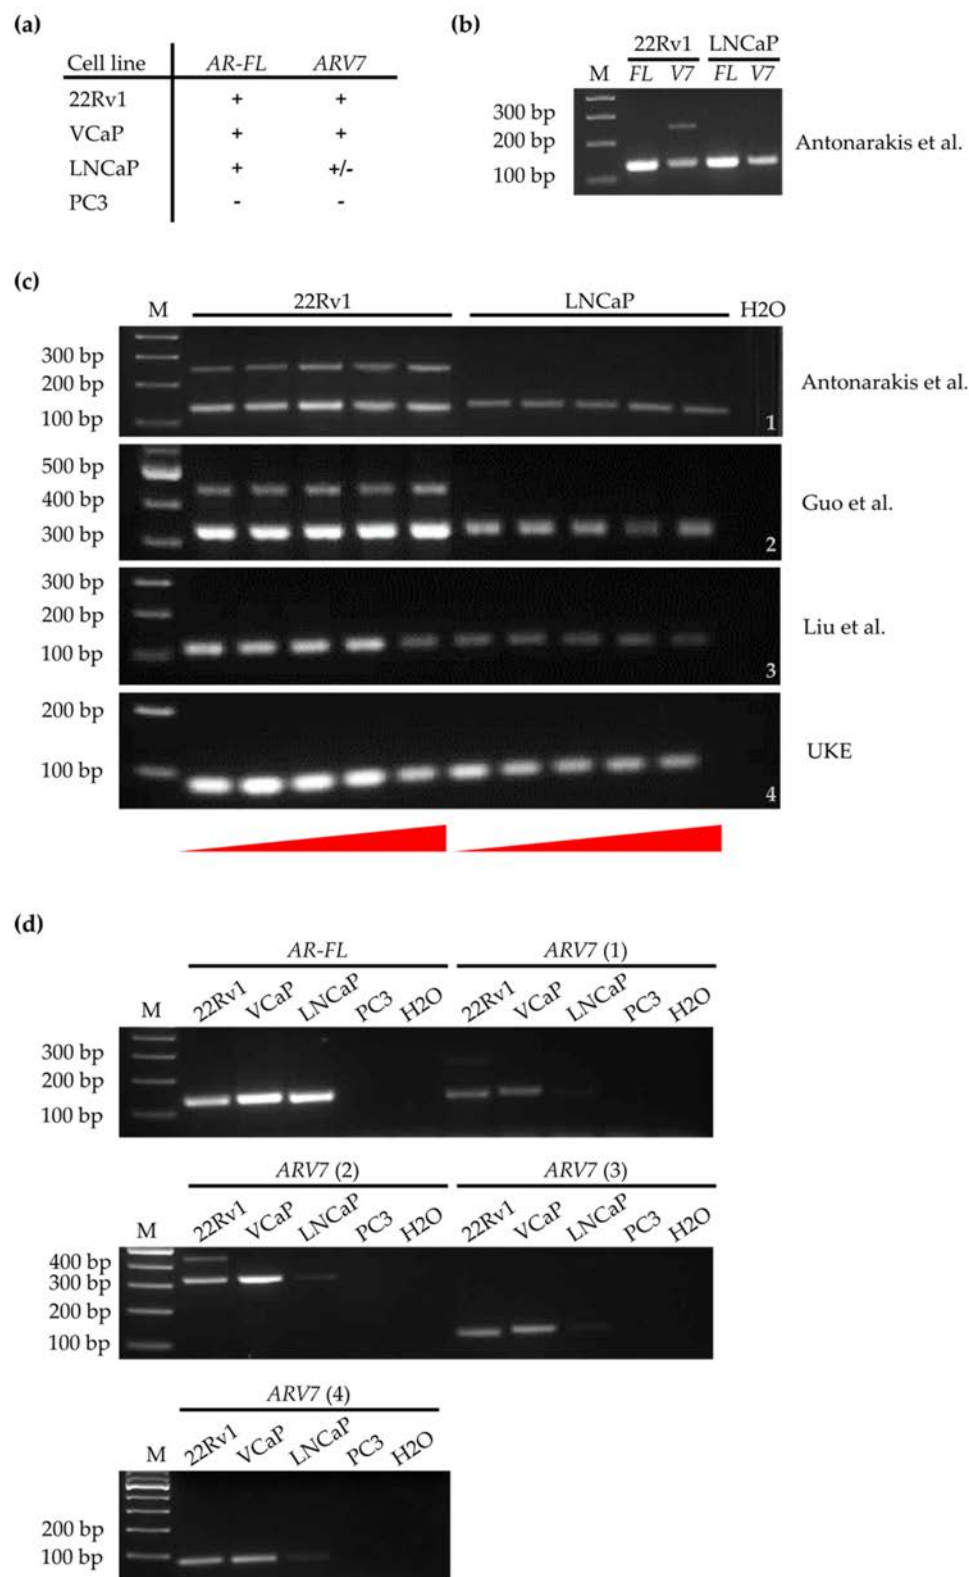 (a)
Cell line AR-FL ARV7
22Rv1 + +
VCaP + +
LNCaP + +/-
PC3 - -
(b)
22Rv1 LNCaP
M FL V7 FL V7
300 bp
200 bp
100 bp
Antonarakis et al.
(c)
M 22Rv1 LNCaP H2O
300 bp
200 bp
100 bp
Antonarakis et al.
1
500 bp
400 bp
300 bp
Guo et al.
2
300 bp
200 bp
100 bp
Liu et al.
3
200 bp
100 bp
UKE
4
(d)
AR-FL ARV7 (1)
M 22Rv1 VCaP LNCaP PC3 H2O 22Rv1 VCaP LNCaP PC3 H2O
300 bp
200 bp
100 bp
ARV7 (2) ARV7 (3)
M 22Rv1 VCaP LNCaP PC3 H2O 22Rv1 VCaP LNCaP PC3 H2O
400 bp
300 bp
200 bp
100 bp
ARV7 (4)
M 22Rv1 VCaP LNCaP PC3 H2O
200 bp
100 bp